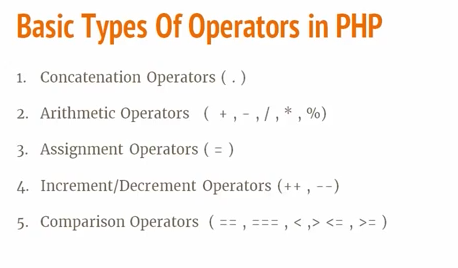 Basic Types Of Operators in PHP
1. Concatenation Operators ( . )
2. Arithmetic Operators ( + , - , / , * , %)
3. Assignment Operators ( = )
4. Increment/Decrement Operators (++ , --)
5. Comparison Operators ( == , === , < ,> <= , >= )